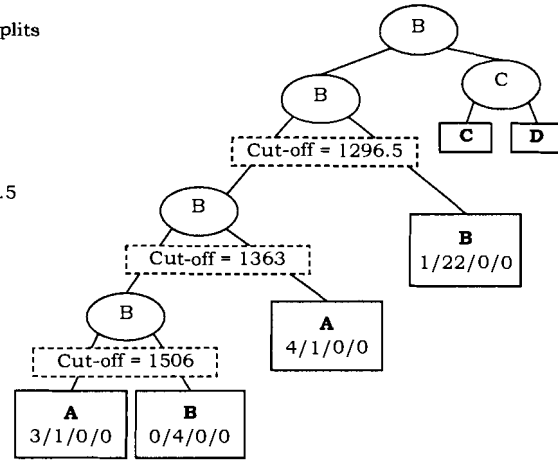 plits
B
B
C
C
D
Cut-off = 1296.5
.5
B
B
1/22/0/0
Cut-off = 1363
B
A
4/1/0/0
Cut-off = 1506
A
3/1/0/0
B
0/4/0/0